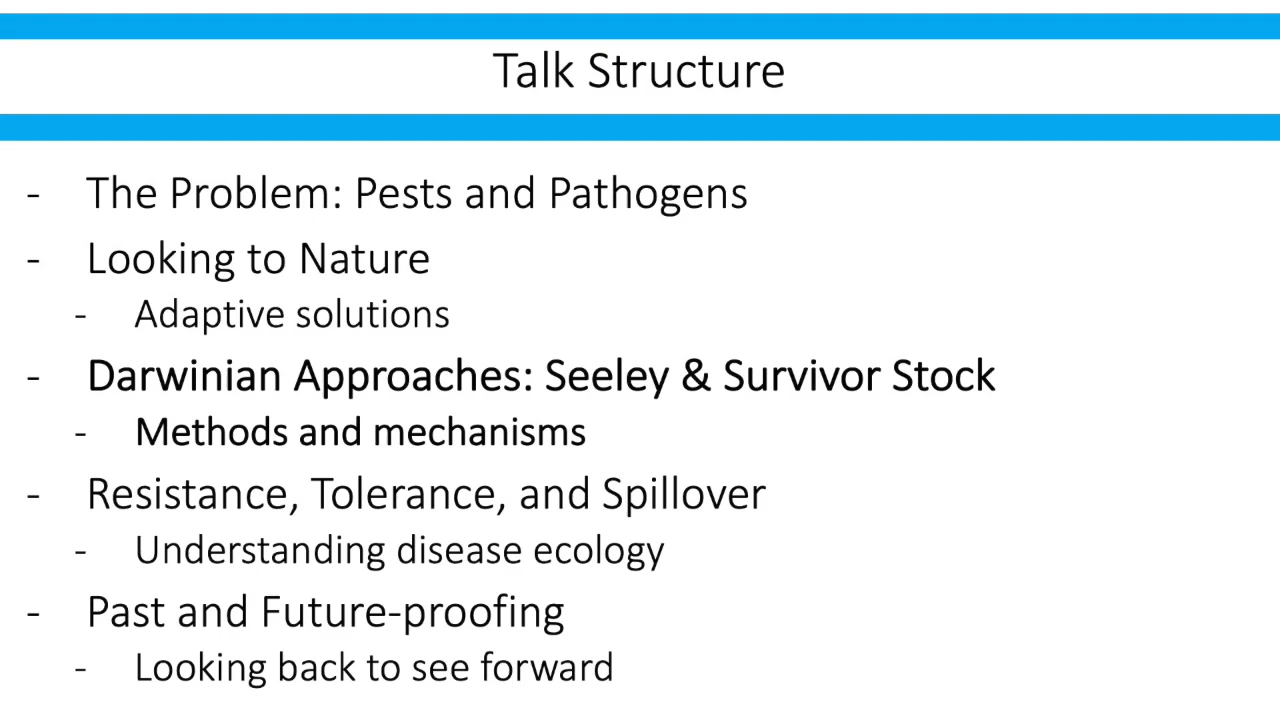 Talk Structure
- The Problem: Pests and Pathogens
- Looking to Nature
- Adaptive solutions
- Darwinian Approaches: Seeley & Survivor Stock
- Methods and mechanisms
- Resistance, Tolerance, and Spillover
- Understanding disease ecology
- Past and Future-proofing
- Looking back to see forward